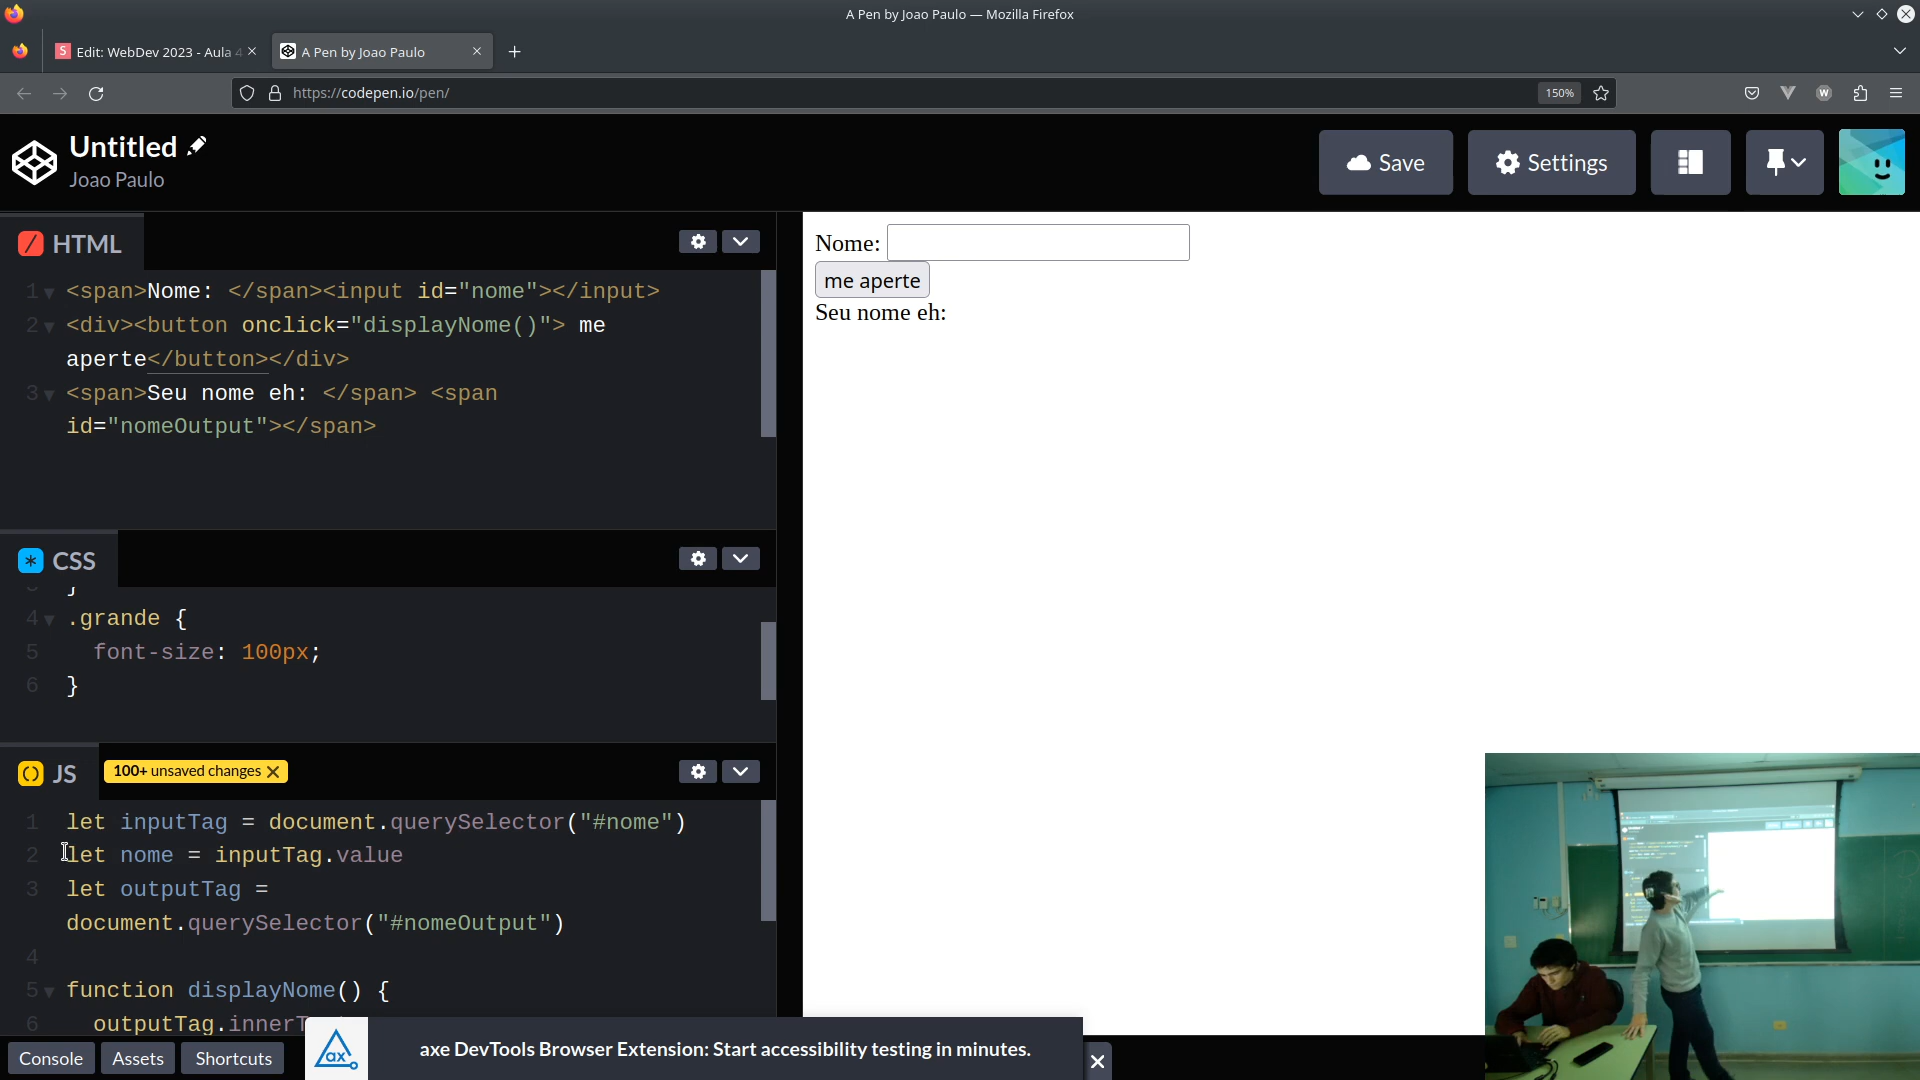 A Pen by Joao Paulo — Mozilla Firefox
Edit: WebDev 2023 - Aula 4
A Pen by Joao Paulo
https://codepen.io/pen/
150%
Untitled
Joao Paulo
Save
Settings
HTML
1 <span>Nome: </span><input id="nome"></input>
2 <div><button onclick="displayNome()"> me
aperte</button></div>
3 <span>Seu nome eh: </span> <span
id="nomeOutput"></span>
CSS
}
4 .grande {
5 font-size: 100px;
6 }
JS
100+ unsaved changes
1 let inputTag = document.querySelector("#nome")
2 let nome = inputTag.value
3 let outputTag =
document.querySelector("#nomeOutput")
4
5 function displayNome() {
6 outputTag.innerT
Nome:
me aperte
Seu nome eh:
Console
Assets
Shortcuts
ax
axe DevTools Browser Extension: Start accessibility testing in minutes.